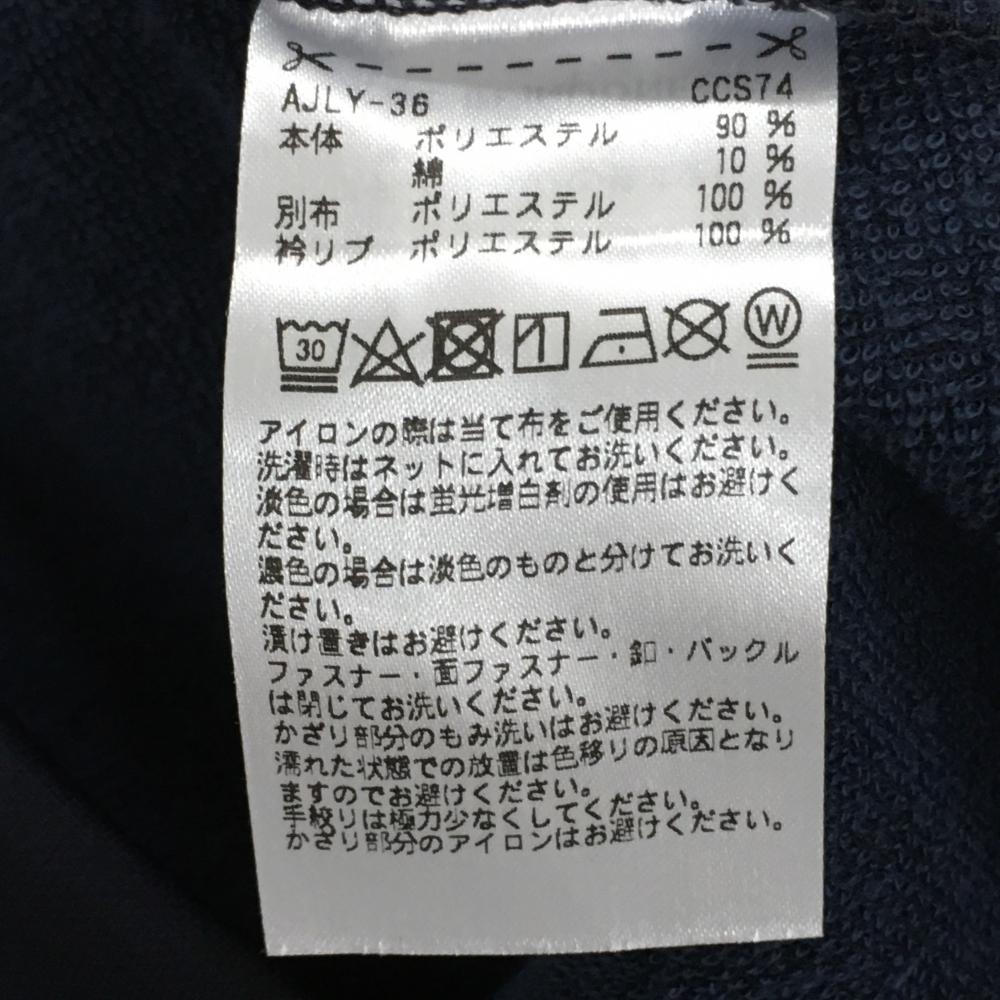 AJLY-36 CCS74
本体 ポリエステル 90 %
綿 10 %
別布 ポリエステル 100 %
衿リブ ポリエステル 100 %
30 W
アイロンの際は当て布をご使用ください。
洗濯時はネットに入れてお洗いください。
淡色の場合は蛍光増白剤の使用はお避けく
ださい。
濃色の場合は淡色のものと分けてお洗いく
ださい。
漬け置きはお避けください。
ファスナー・面ファスナー・釦・バックル
は閉じてお洗いください。
かざり部分のもみ洗いはお避けください。
濡れた状態での放置は色移りの原因となり
ますのでお避けください。
手絞りは極力少なくしてください。
かざり部分のアイロンはお避けください。